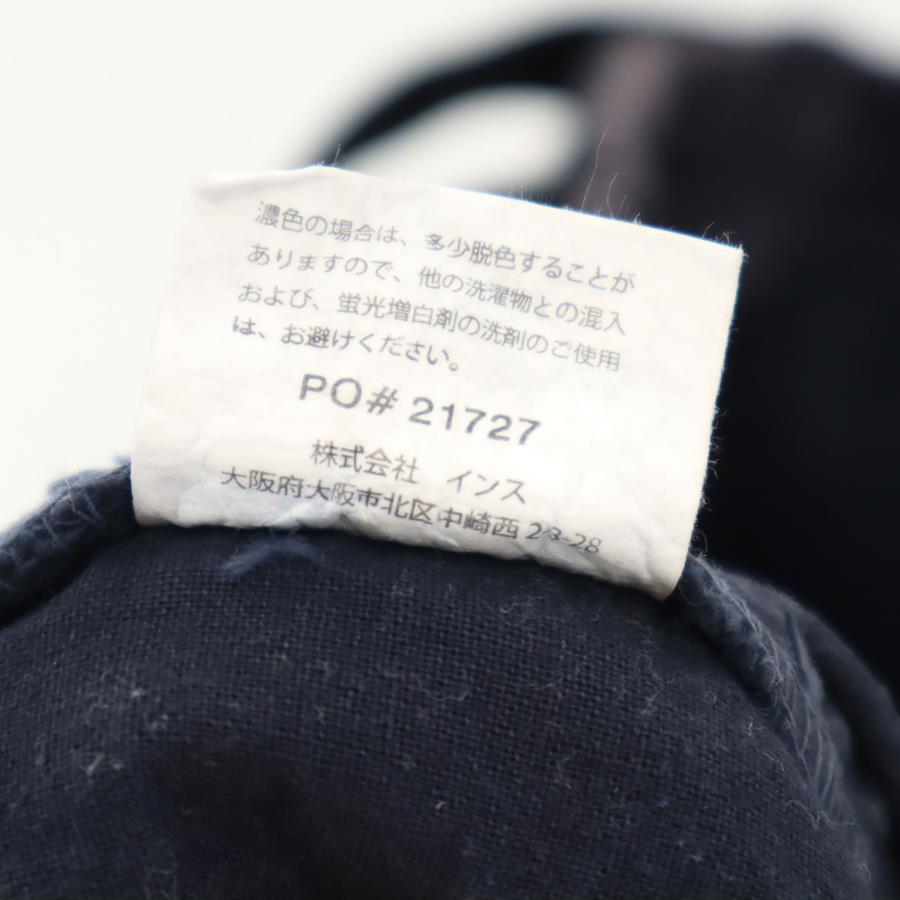 濃色の場合は、多少脱色することが
ありますので、他の洗濯物との混入
および、蛍光増白剤の洗剤のご使用
は、お避けください。
PO# 21727
株式会社 インス
大阪府大阪市北区中崎西 2-3-28